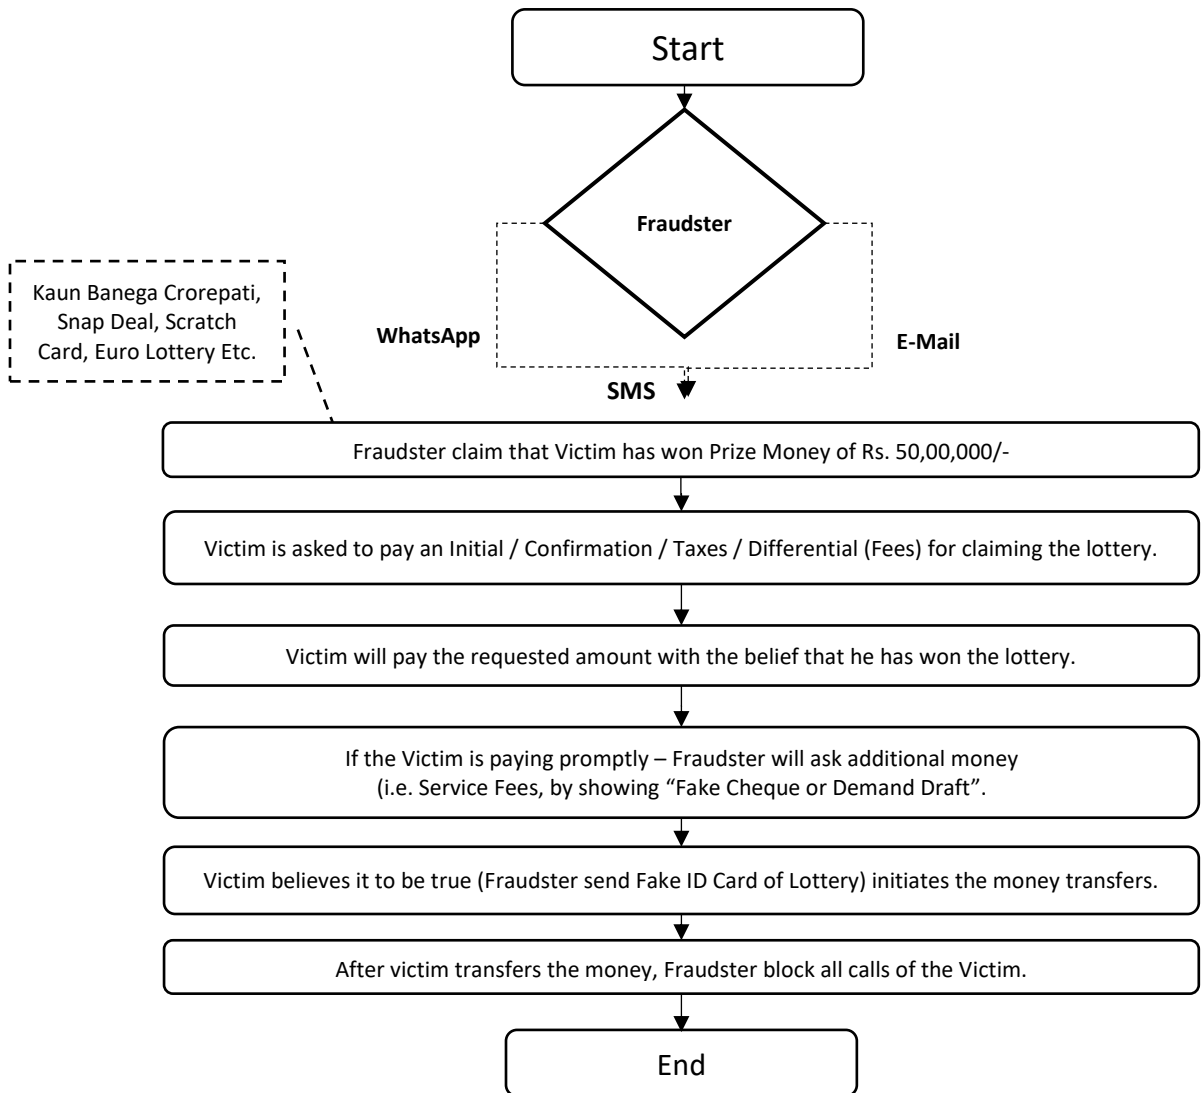 Start
Fraudster
Kaun Banega Crorepati,
Snap Deal, Scratch
Card, Euro Lottery Etc.
WhatsApp
E-Mail
SMS
Fraudster claim that Victim has won Prize Money of Rs. 50,00,000/-
Victim is asked to pay an Initial / Confirmation / Taxes / Differential (Fees) for claiming the lottery.
Victim will pay the requested amount with the belief that he has won the lottery.
If the Victim is paying promptly – Fraudster will ask additional money
(i.e. Service Fees, by showing “Fake Cheque or Demand Draft”.
Victim believes it to be true (Fraudster send Fake ID Card of Lottery) initiates the money transfers.
After victim transfers the money, Fraudster block all calls of the Victim.
End